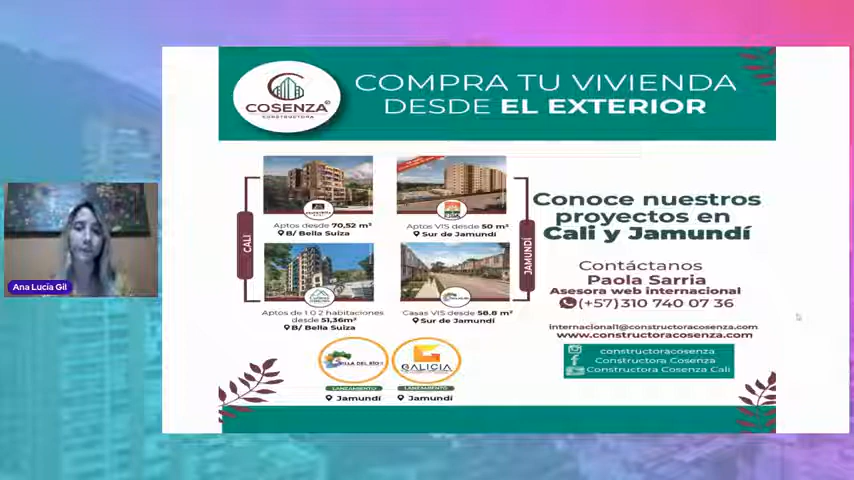 COSENZA
CONSTRUCTORA
COMPRA TU VIVIENDA
DESDE EL EXTERIOR
CALI
Aptos desde 70,52 m²
B/ Bella Suiza
Aptos VIS desde 50 m²
Sur de Jamundí
JAMUNDÍ
Aptos de 1 O 2 habitaciones
desde 51,36m²
B/ Bella Suiza
Casas VIS desde 58.8 m²
Sur de Jamundí
VILLA DEL RÍO
LANZAMIENTO
Jamundí
GALICIA
LANZAMIENTO
Jamundí
Conoce nuestros
proyectos en
Cali y Jamundí
Contáctanos
Paola Sarria
Asesora web internacional
(+57)310 740 07 36
internacional1@constructoracosenza.com
www.constructoracosenza.com
constructoracosenza
Constructora Cosenza
Constructora Cosenza Cali
Ana Lucía Gil